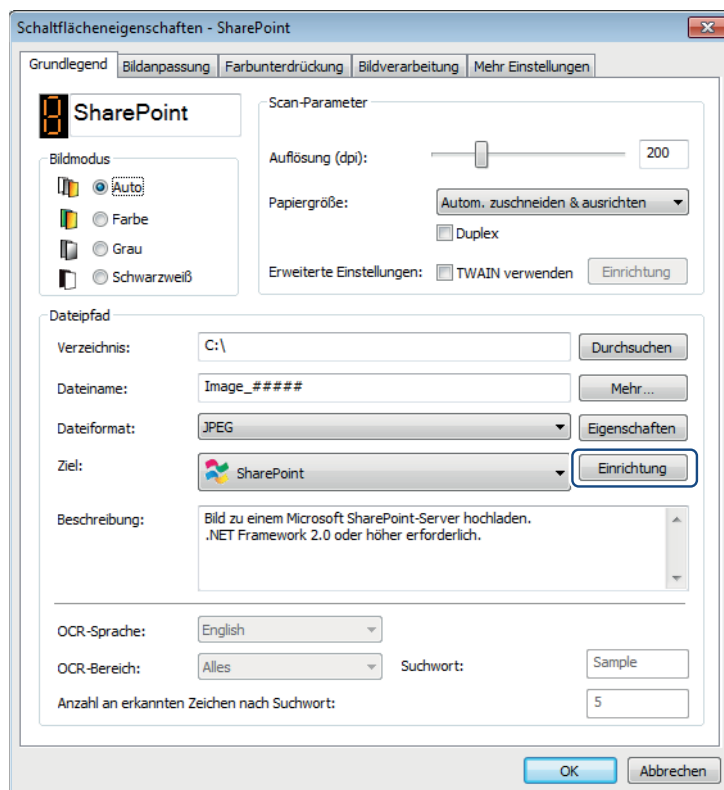 Schaltflächeneigenschaften - SharePoint
Grundlegend Bildanpassung Farbunterdrückung Bildverarbeitung Mehr Einstellungen
SharePoint
Bildmodus
Auto
Farbe
Grau
Schwarzweiß
Scan-Parameter
Auflösung (dpi): 200
Papiergröße: Autom. zuschneiden & ausrichten
Duplex
Erweiterte Einstellungen: TWAIN verwenden Einrichtung
Dateipfad
Verzeichnis: C:\ Durchsuchen
Dateiname: Image_##### Mehr...
Dateiformat: JPEG Eigenschaften
Ziel: SharePoint Einrichtung
Beschreibung: Bild zu einem Microsoft SharePoint-Server hochladen.
.NET Framework 2.0 oder höher erforderlich.
OCR-Sprache: English
OCR-Bereich: Alles Suchwort: Sample
Anzahl an erkannten Zeichen nach Suchwort: 5
OK Abbrechen